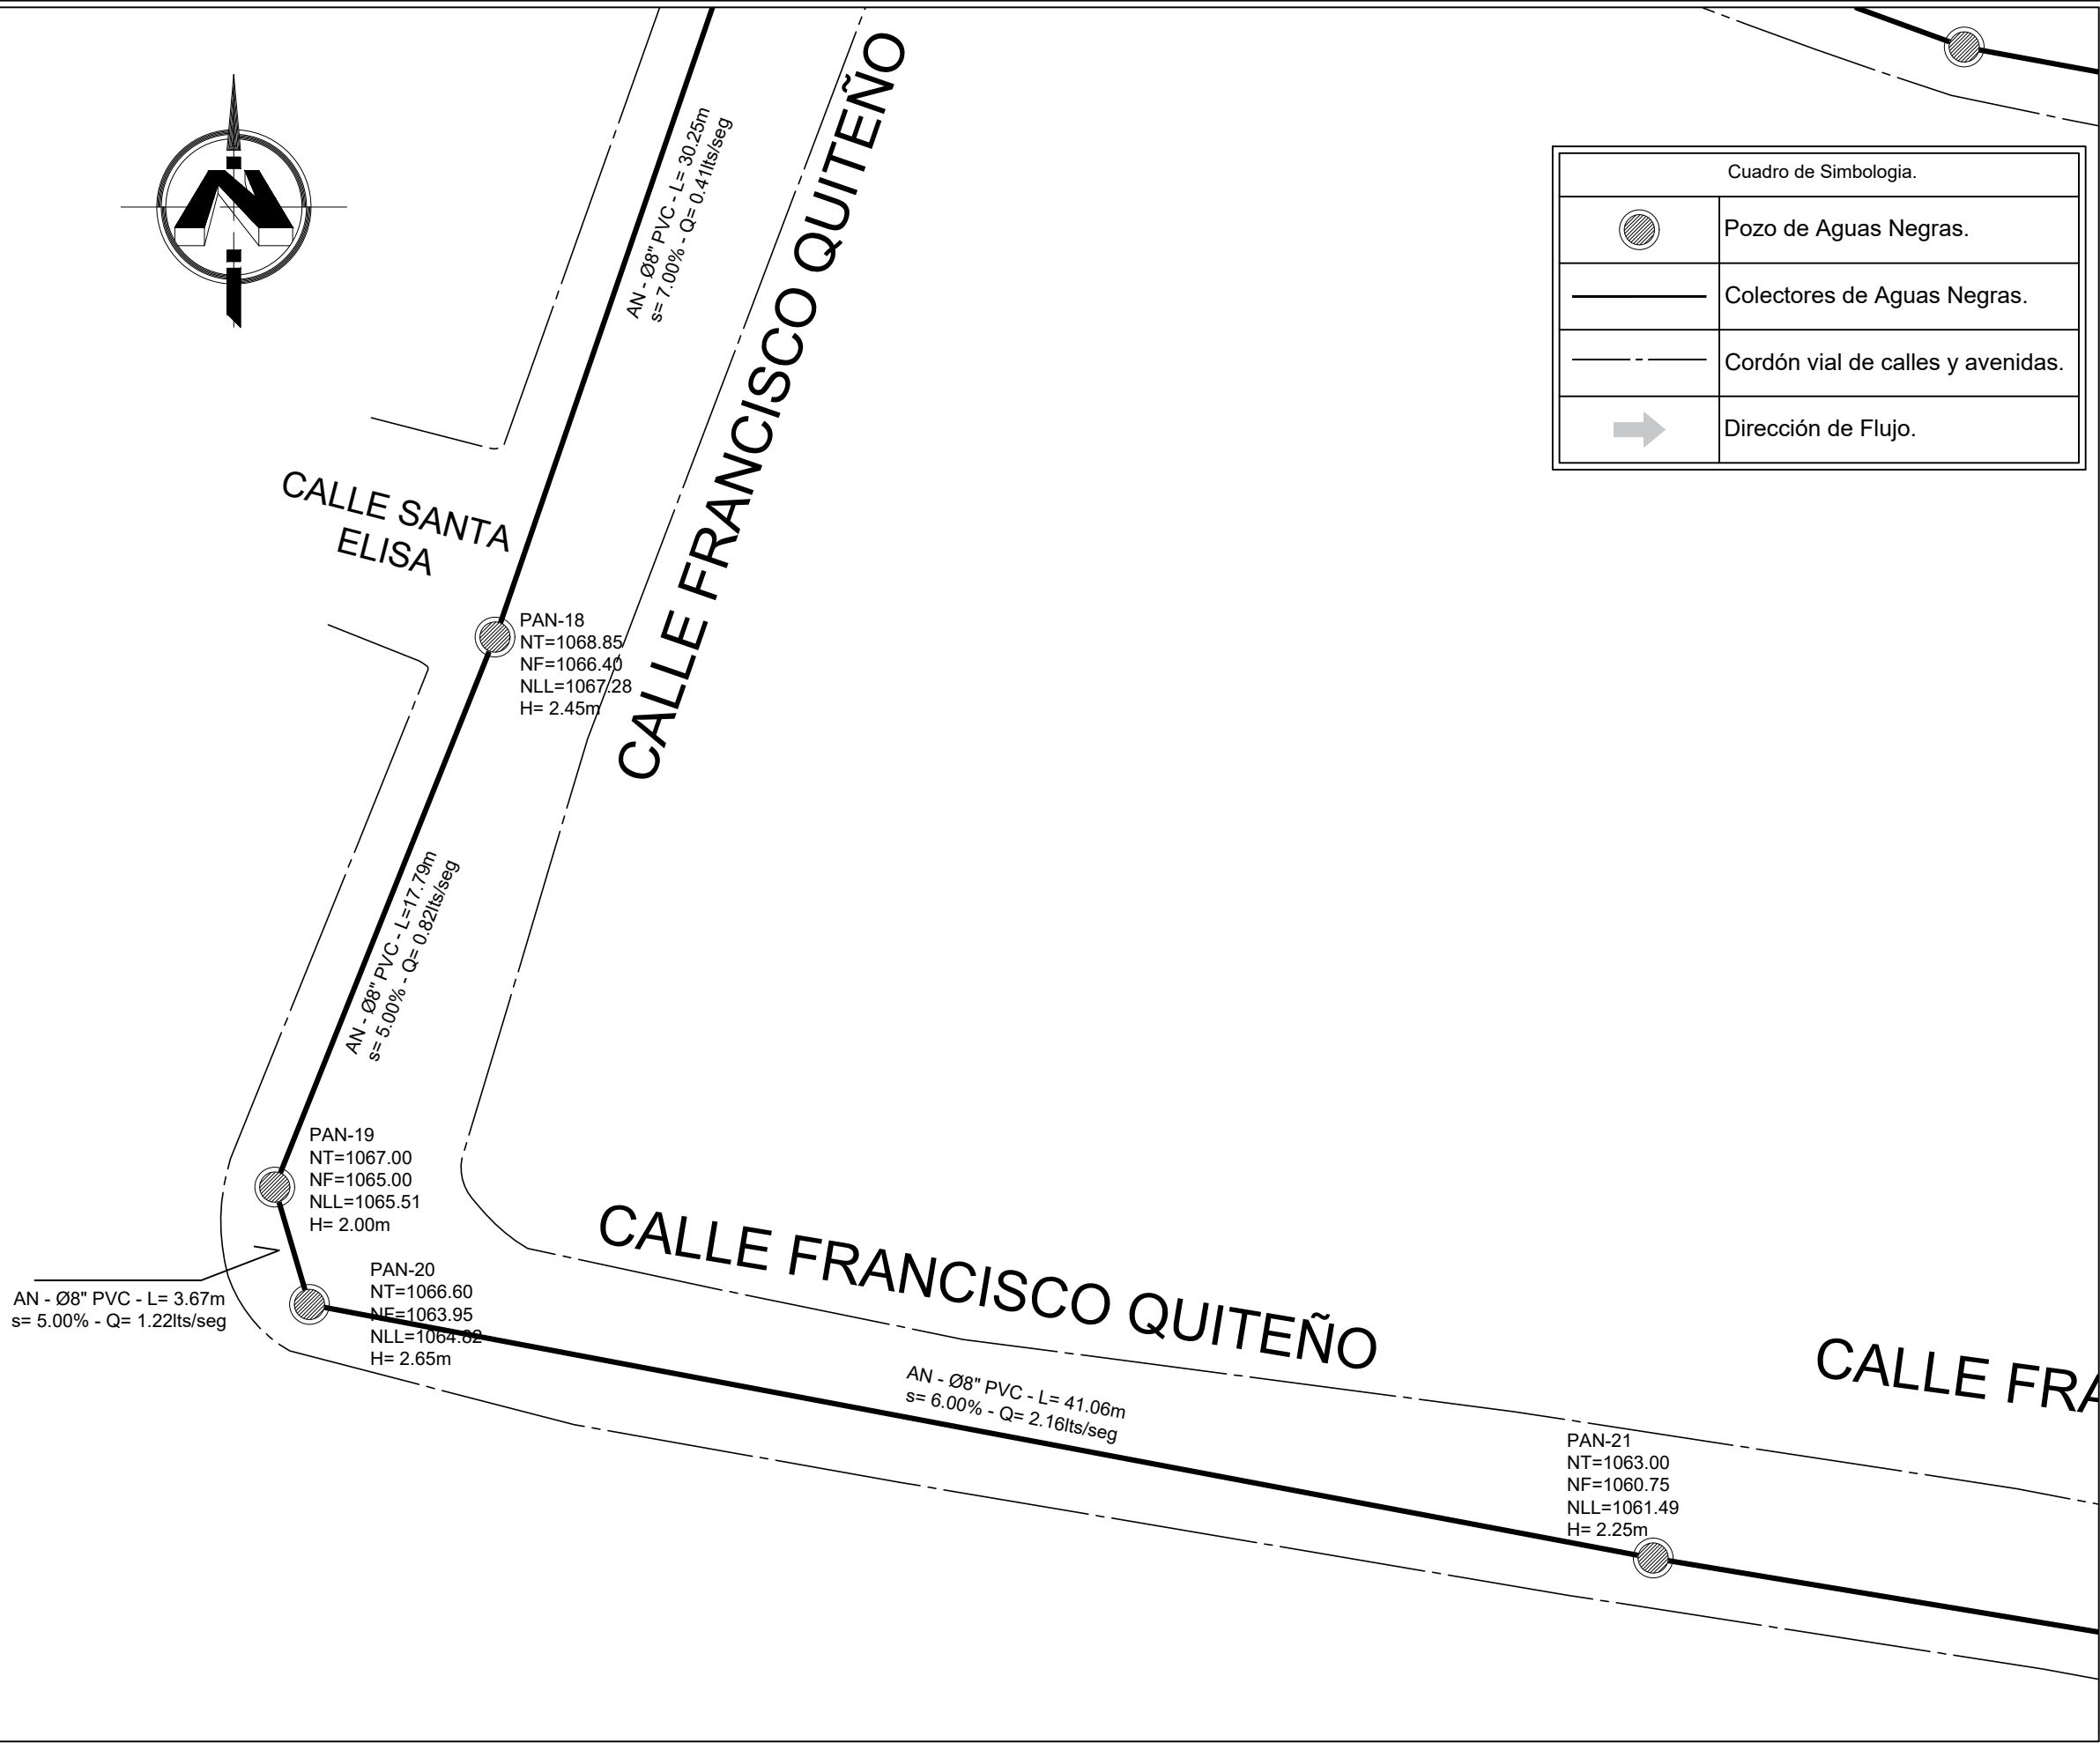 CALLE FRANCISCO QUITEÑO
AN - Ø8" PVC - L= 30.25m
s= 7.00% - Q= 0.41lts/seg
N
Cuadro de Simbologia.
Pozo de Aguas Negras.
Colectores de Aguas Negras.
Cordón vial de calles y avenidas.
Dirección de Flujo.
CALLE SANTA
ELISA
PAN-18
NT=1068.85
NF=1066.40
NLL=1067.28
H= 2.45m
AN - Ø8" PVC - L=17.79m
s= 5.00% - Q= 0.82lts/seg
PAN-19
NT=1067.00
NF=1065.00
NLL=1065.51
H= 2.00m
AN - Ø8" PVC - L= 3.67m
s= 5.00% - Q= 1.22lts/seg
PAN-20
NT=1066.60
NF=1063.95
NLL=1064.82
H= 2.65m
CALLE FRANCISCO QUITEÑO
AN - Ø8" PVC - L= 41.06m
s= 6.00% - Q= 2.16lts/seg
CALLE FRA
PAN-21
NT=1063.00
NF=1060.75
NLL=1061.49
H= 2.25m